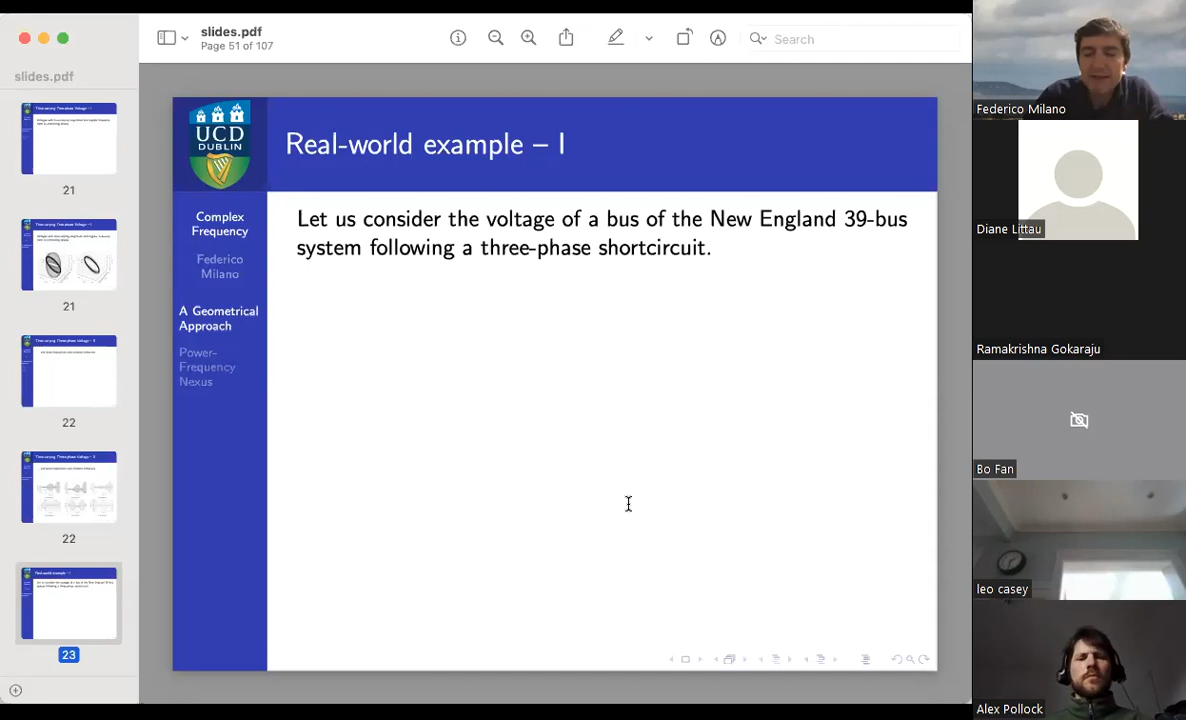 slides.pdf
Page 51 of 107
Search
slides.pdf
21
21
22
22
23
UCD
DUBLIN
Real-world example – I
Complex
Frequency
Federico
Milano
A Geometrical
Approach
Power-
Frequency
Nexus
Let us consider the voltage of a bus of the New England 39-bus
system following a three-phase shortcircuit.
Federico Milano
Diane Littau
Ramakrishna Gokaraju
Bo Fan
leo casey
Alex Pollock